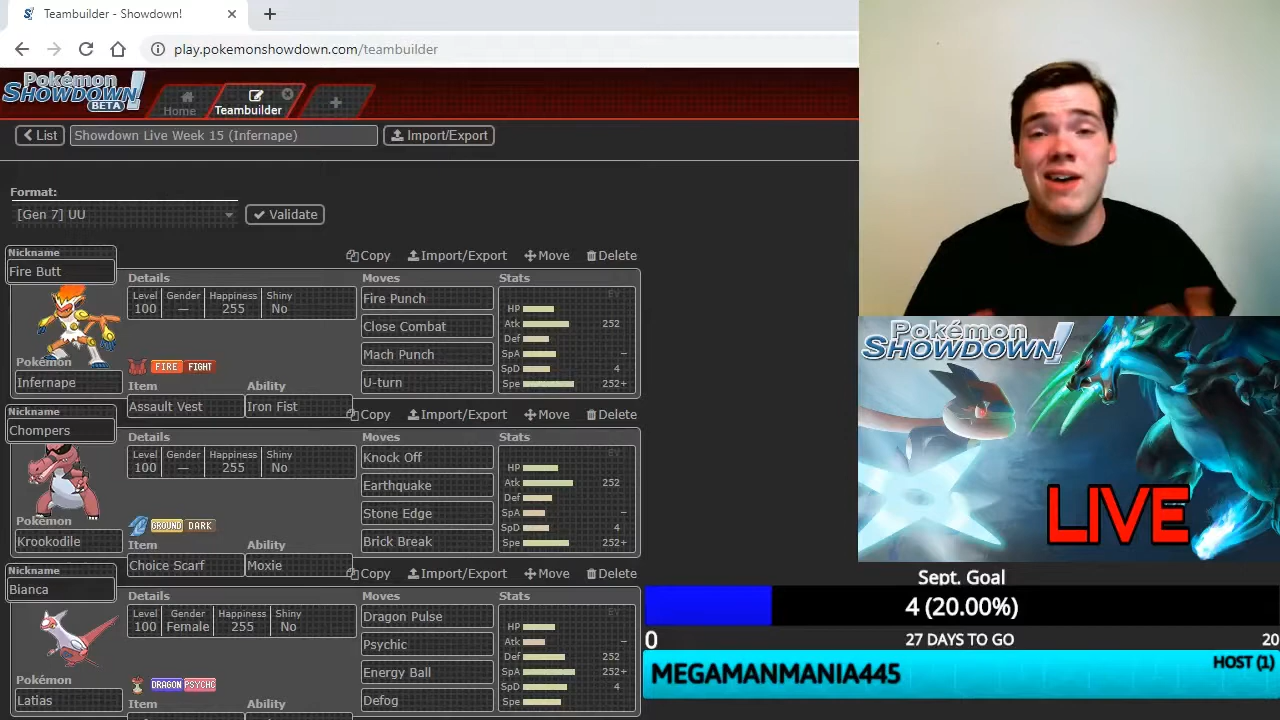 Teambuilder - Showdown!
play.pokemonshowdown.com/teambuilder
Pokémon
SHOWDOWN!
BETA
Home
Teambuilder
List
Showdown Live Week 15 (Infernape)
Import/Export
Format:
[Gen 7] UU
Validate
Copy Import/Export Move Delete
Nickname
Fire Butt
Details Moves Stats
Level Gender Happiness Shiny
100 — 255 No
Fire Punch
Close Combat
Mach Punch
U-turn
EV
HP
Atk 252
Def
SpA –
SpD 4
Spe 252+
FIRE FIGHT
Pokémon
Infernape
Item Ability
Assault Vest Iron Fist
Copy Import/Export Move Delete
Nickname
Chompers
Details Moves Stats
Level Gender Happiness Shiny
100 — 255 No
Knock Off
Earthquake
Stone Edge
Brick Break
EV
HP
Atk 252
Def
SpA –
SpD 4
Spe 252+
GROUND DARK
Pokémon
Krookodile
Item Ability
Choice Scarf Moxie
Copy Import/Export Move Delete
Nickname
Bianca
Details Moves Stats
Level Gender Happiness Shiny
100 Female 255 No
Dragon Pulse
Psychic
Energy Ball
Defog
EV
HP
Atk –
Def 252
SpA 252+
SpD 4
Spe
DRAGON PSYCHC
Pokémon
Latias
Item Ability
Pokémon
SHOWDOWN!
LIVE
Sept. Goal
4 (20.00%)
0 27 DAYS TO GO 20
MEGAMANMANIA445 HOST (1)